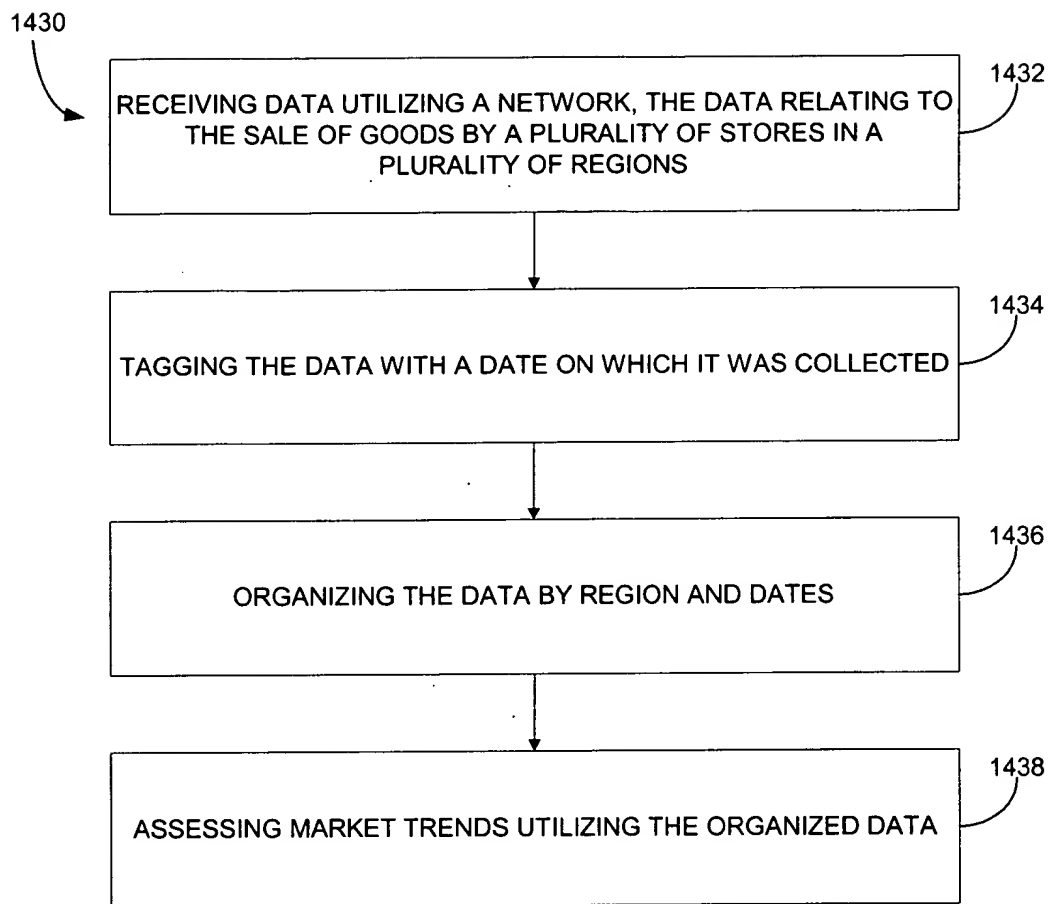 1430
1432
RECEIVING DATA UTILIZING A NETWORK, THE DATA RELATING TO
THE SALE OF GOODS BY A PLURALITY OF STORES IN A
PLURALITY OF REGIONS
1434
TAGGING THE DATA WITH A DATE ON WHICH IT WAS COLLECTED
1436
ORGANIZING THE DATA BY REGION AND DATES
1438
ASSESSING MARKET TRENDS UTILIZING THE ORGANIZED DATA